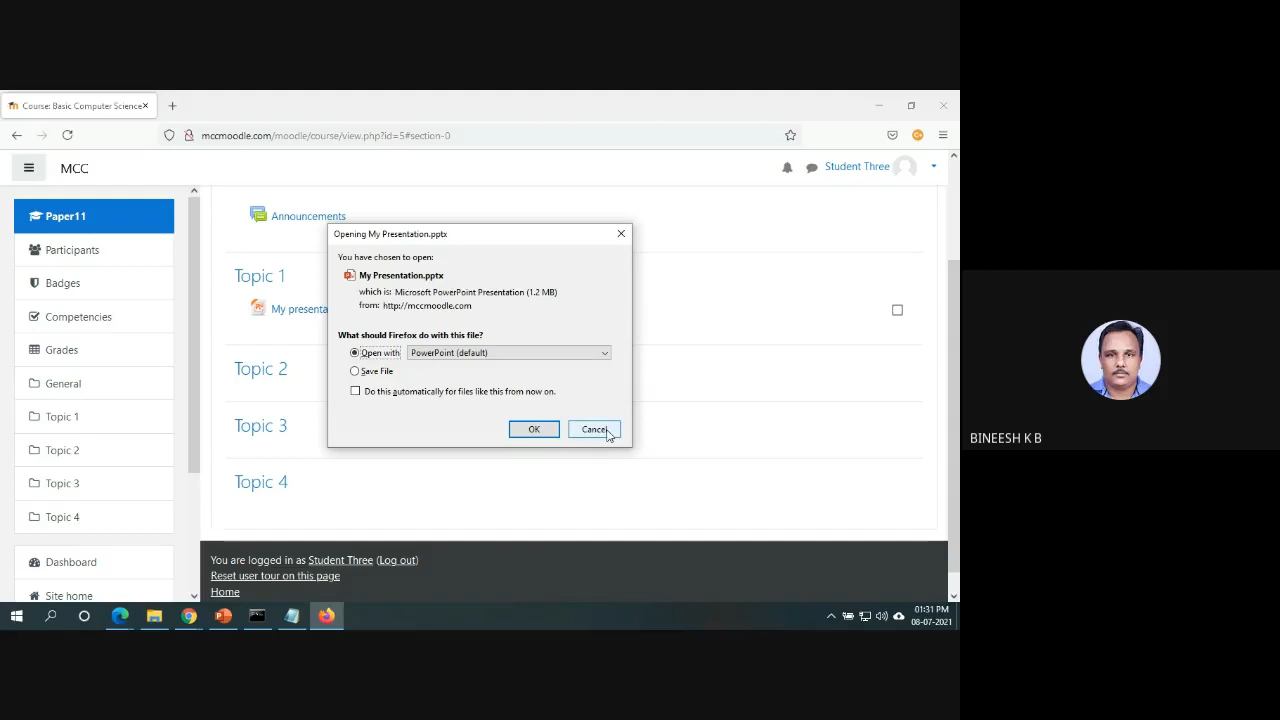 Course: Basic Computer Science
mccmoodle.com/moodle/course/view.php?id=5#section-0
MCC
Student Three
Paper11
Participants
Badges
Competencies
Grades
General
Topic 1
Topic 2
Topic 3
Topic 4
Dashboard
Site home
Announcements
Topic 1
My presenta
Topic 2
Topic 3
Topic 4
Opening My Presentation.pptx
You have chosen to open:
My Presentation.pptx
which is: Microsoft PowerPoint Presentation (1.2 MB)
from: http://mccmoodle.com
What should Firefox do with this file?
Open with PowerPoint (default)
Save File
Do this automatically for files like this from now on.
OK Cancel
You are logged in as Student Three (Log out)
Reset user tour on this page
Home
01:31 PM
08-07-2021
BINEESH K B